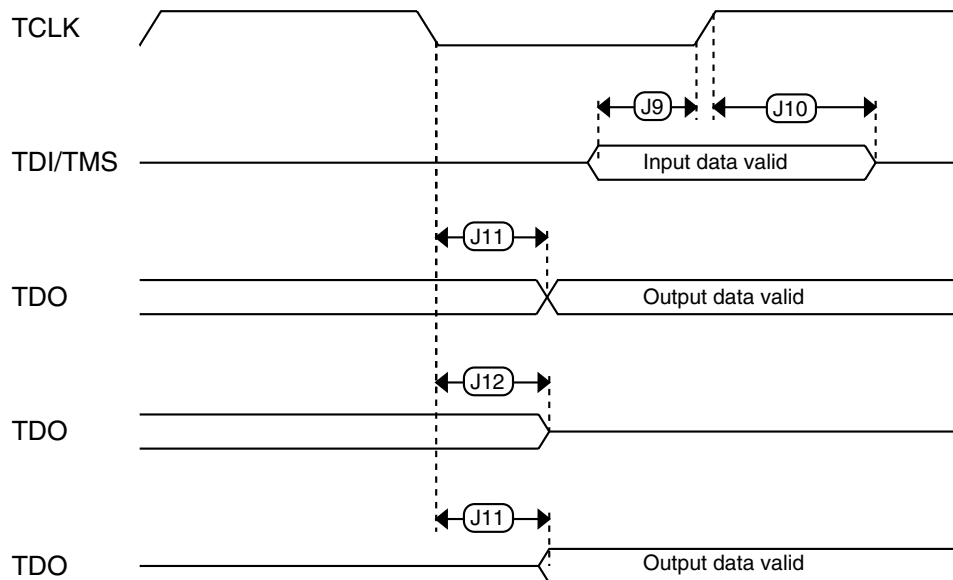 TCLK
J9
J10
TDI/TMS
Input data valid
J11
TDO
Output data valid
J12
TDO
J11
TDO
Output data valid